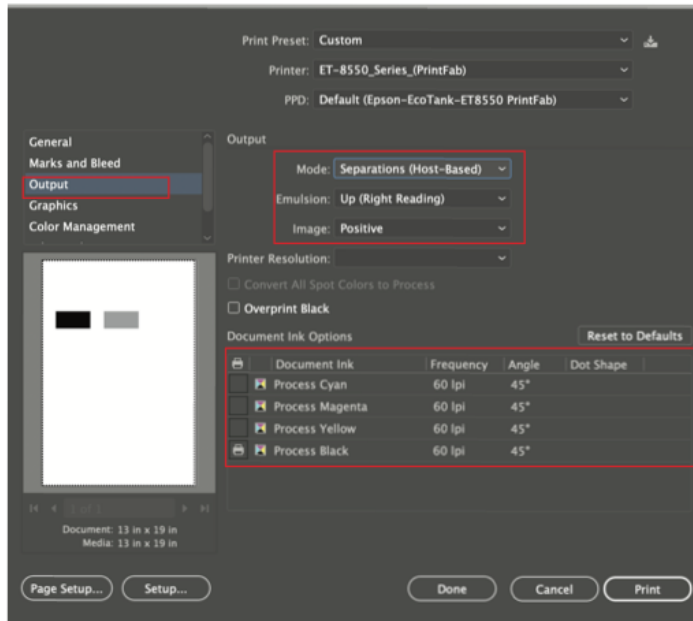 Print Preset: Custom
Printer: ET-8550_Series_(PrintFab)
PPD: Default (Epson-EcoTank-ET8550 PrintFab)
General
Marks and Bleed
Output
Graphics
Color Management
Output
Mode: Separations (Host-Based)
Emulsion: Up (Right Reading)
Image: Positive
Printer Resolution:
Convert All Spot Colors to Process
Overprint Black
Document Ink Options
Reset to Defaults
Document Ink Frequency Angle Dot Shape
Process Cyan 60 lpi 45°
Process Magenta 60 lpi 45°
Process Yellow 60 lpi 45°
Process Black 60 lpi 45°
Document: 13 in x 19 in
Media: 13 in x 19 in
Page Setup... Setup... Done Cancel Print